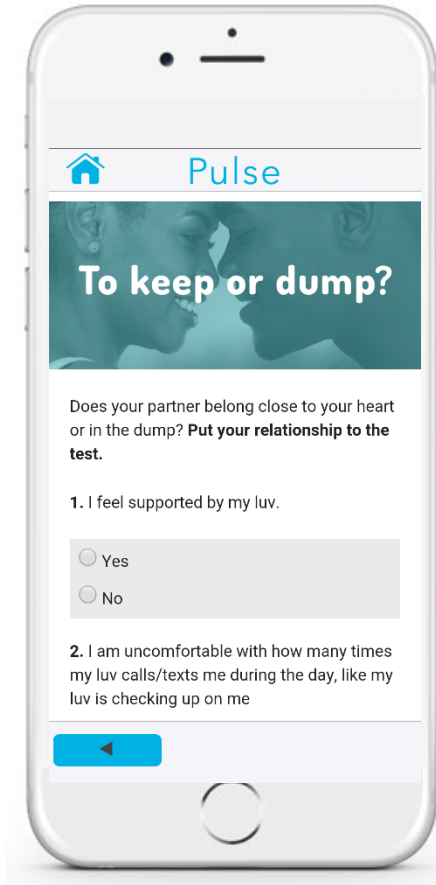 Pulse
To keep or dump?
Does your partner belong close to your heart
or in the dump? Put your relationship to the
test.
1. I feel supported by my luv.
Yes
No
2. I am uncomfortable with how many times
my luv calls/texts me during the day, like my
luv is checking up on me